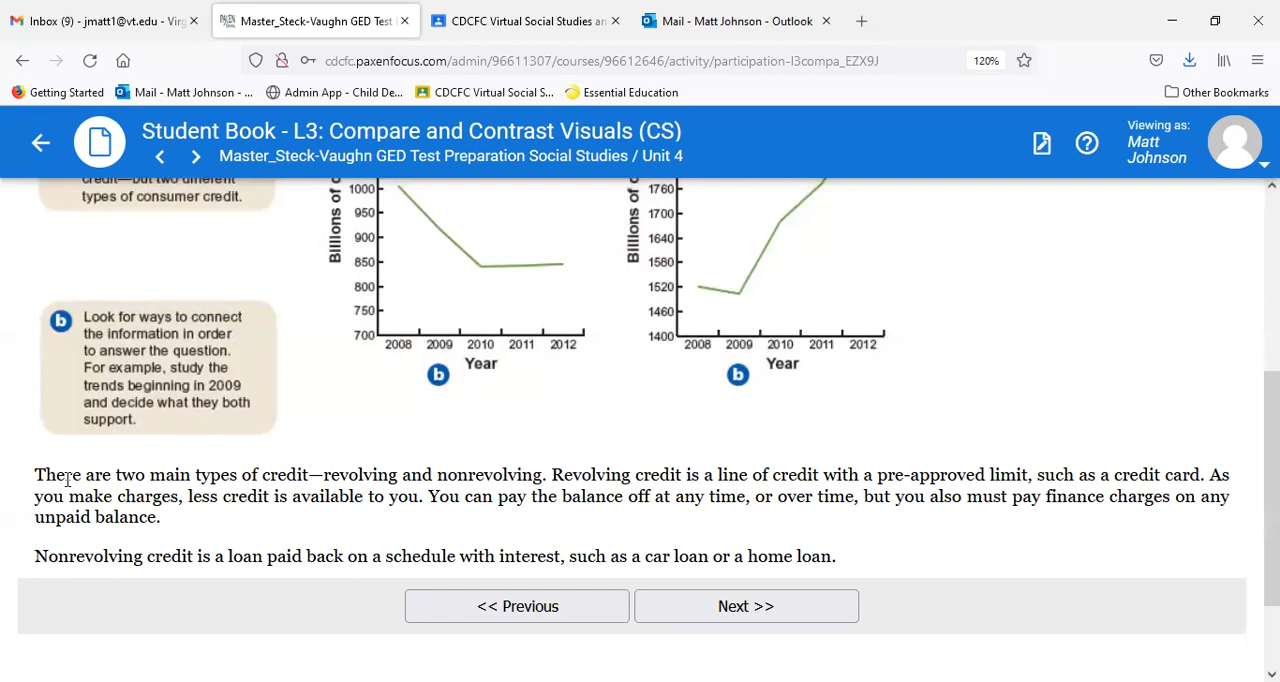 Inbox (93) - jmatt1@vt.edu - Virg
Master_Steck-Vaughn GED Test
CDCFC Virtual Social Studies an
Mail - Matt Johnson - Outlook
cdcfc.paxenfocus.com/admin/96611307/courses/96612646/activity/participation-l3compa_EZX9J
120%
Getting Started
Mail - Matt Johnson - ...
Admin App - Child De...
CDCFC Virtual Social S...
Essential Education
Other Bookmarks
Student Book - L3: Compare and Contrast Visuals (CS)
Master_Steck-Vaughn GED Test Preparation Social Studies / Unit 4
Viewing as:
Matt
Johnson
credit—but two different
types of consumer credit.
b
Look for ways to connect
the information in order
to answer the question.
For example, study the
trends beginning in 2009
and decide what they both
support.
Billions of
1000
950
900
850
800
750
700
2008 2009 2010 2011 2012
Year
b
Billions of
1760
1700
1640
1580
1520
1460
1400
2008 2009 2010 2011 2012
Year
b
There are two main types of credit—revolving and nonrevolving. Revolving credit is a line of credit with a pre-approved limit, such as a credit card. As
you make charges, less credit is available to you. You can pay the balance off at any time, or over time, but you also must pay finance charges on any
unpaid balance.
Nonrevolving credit is a loan paid back on a schedule with interest, such as a car loan or a home loan.
<< Previous
Next >>